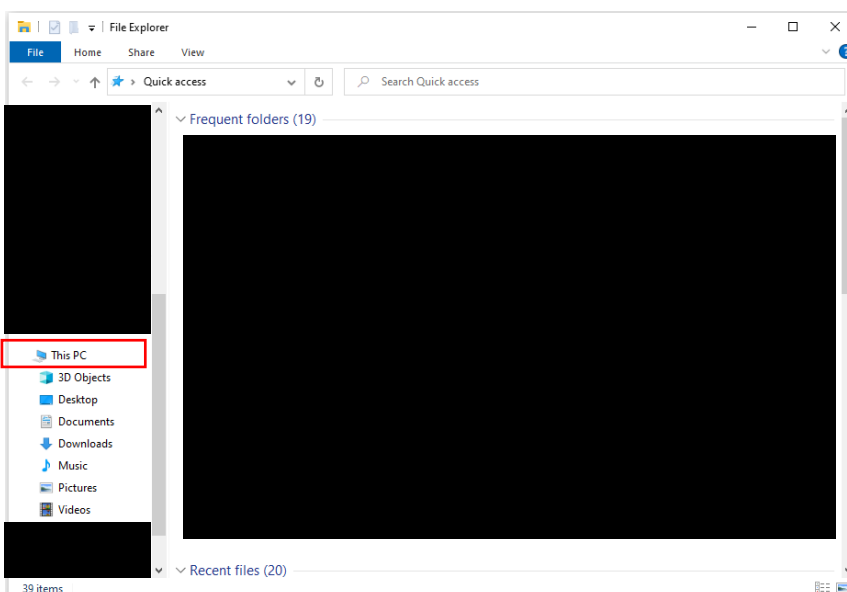 File Explorer
File Home Share View
Quick access
Search Quick access
Frequent folders (19)
This PC
3D Objects
Desktop
Documents
Downloads
Music
Pictures
Videos
Recent files (20)
39 items